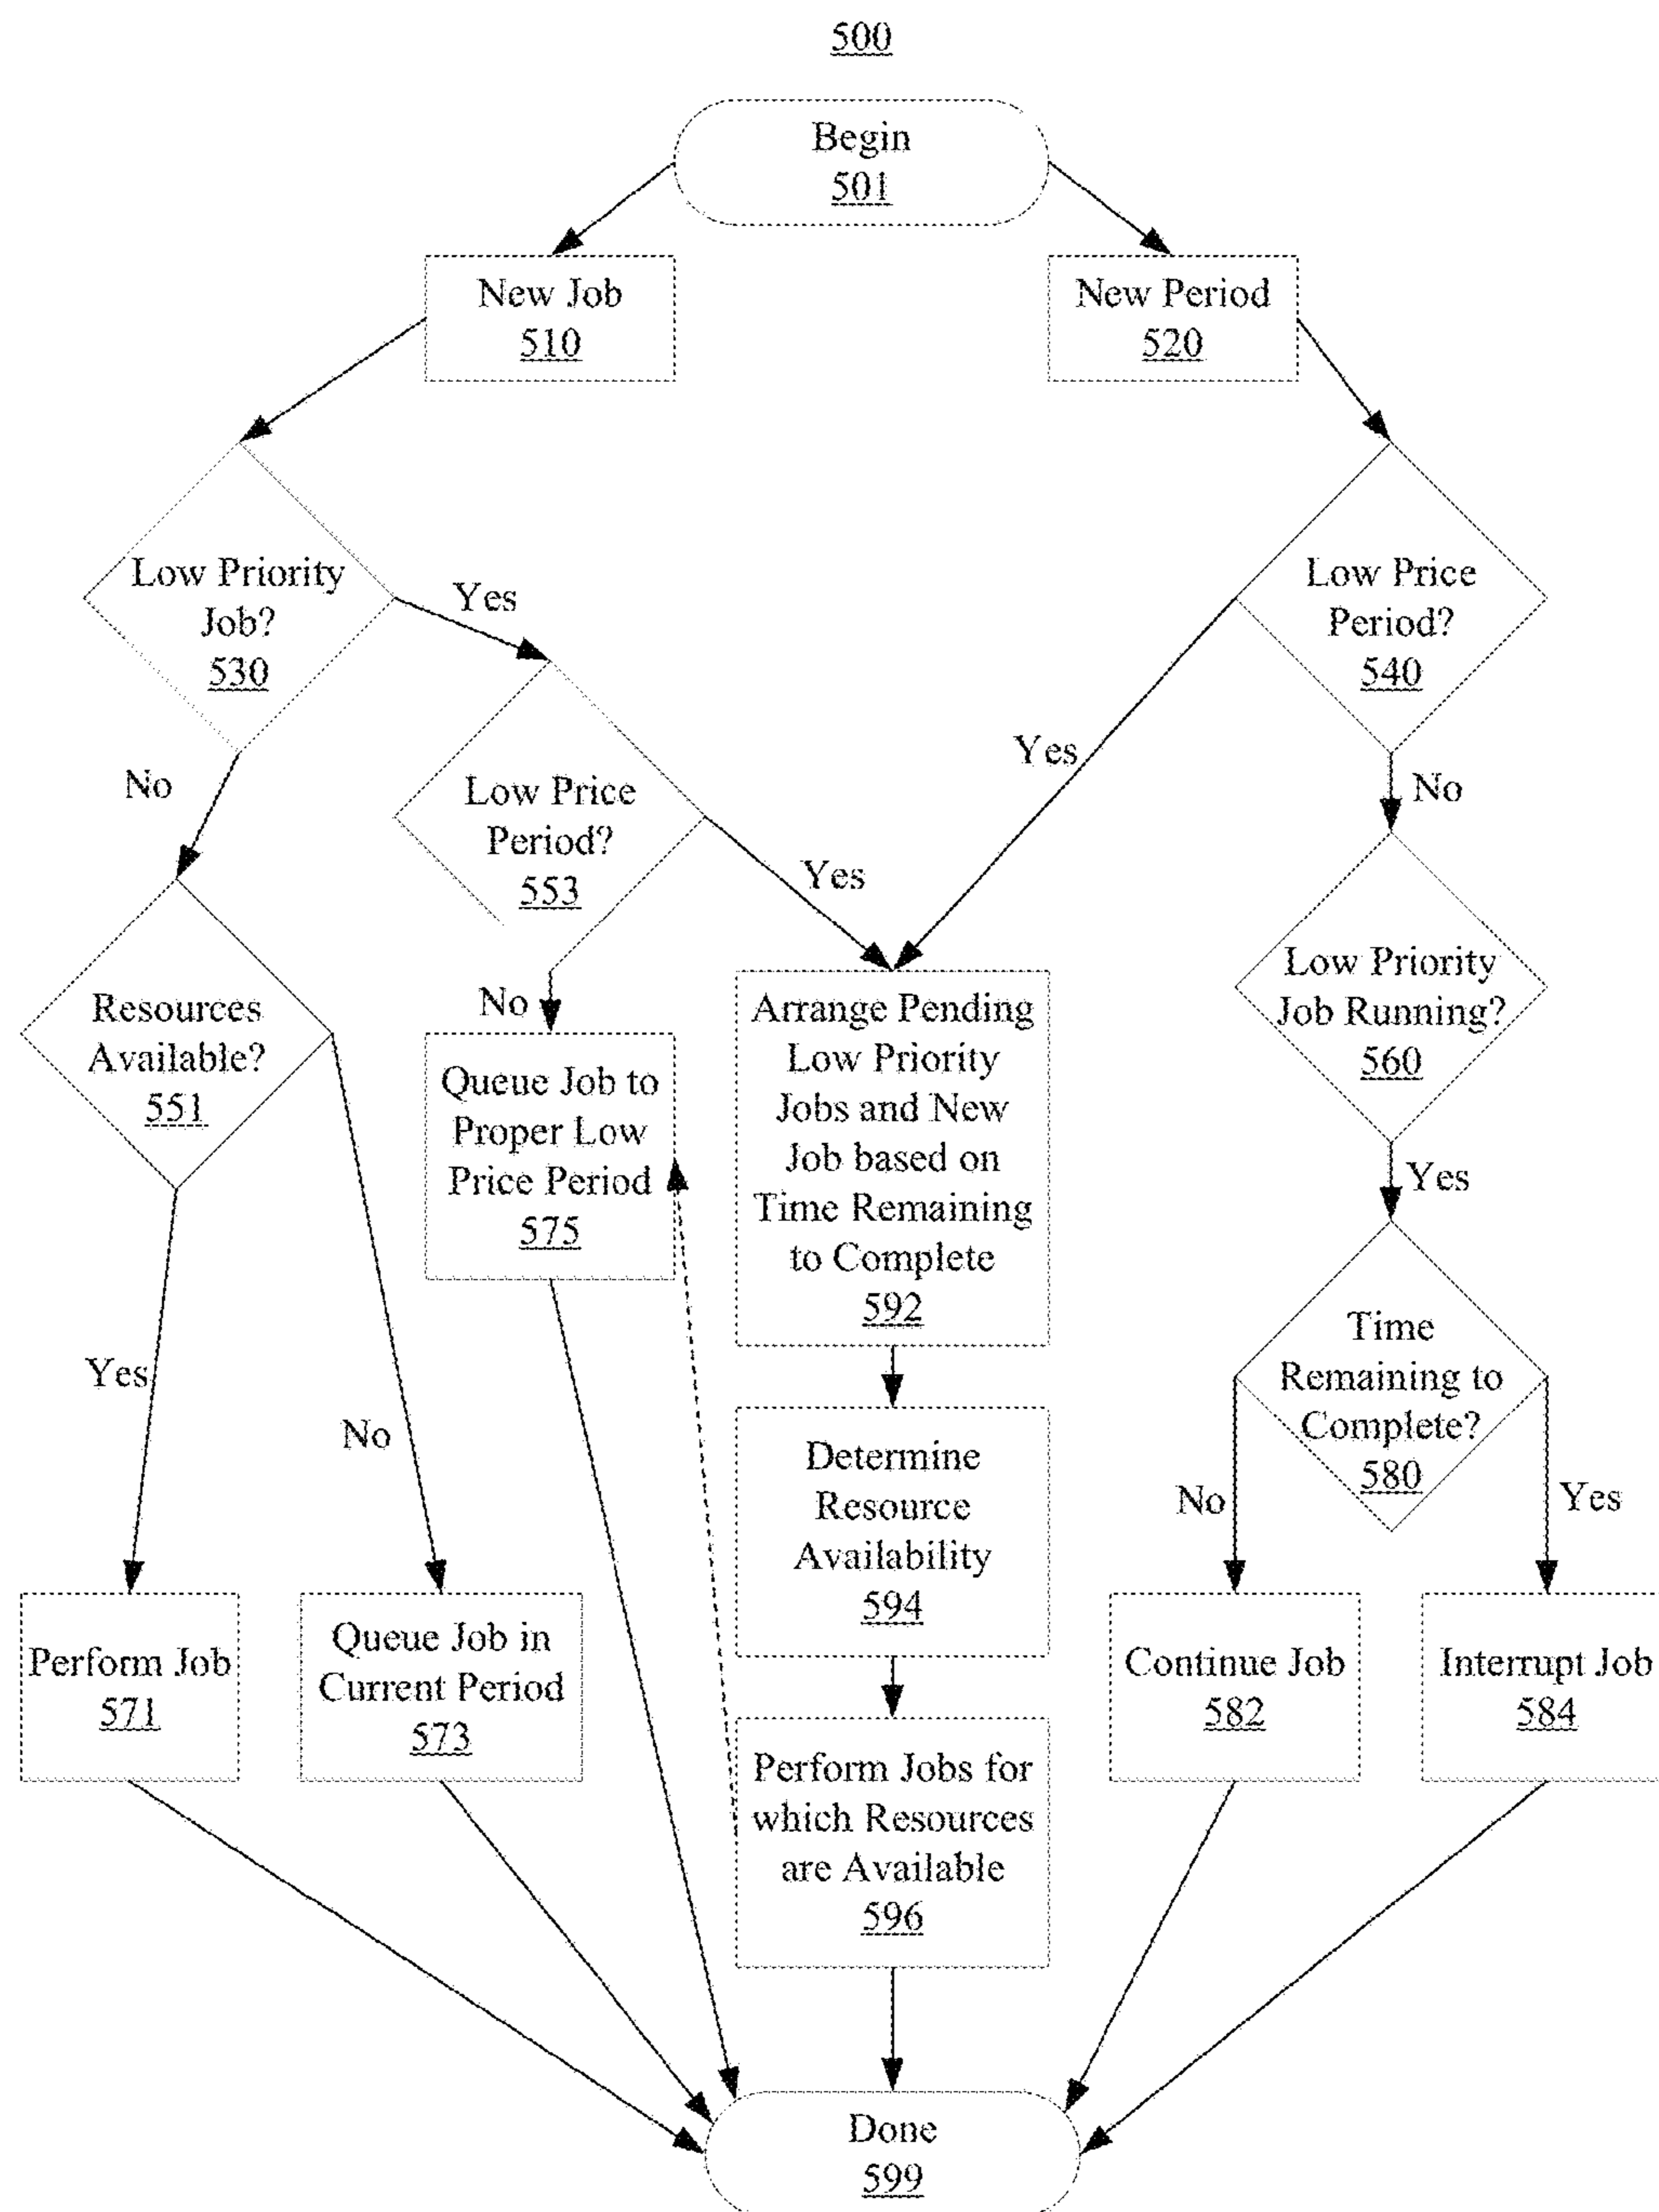 500
Begin
501
New Job
510
New Period
520
Low Priority
Job?
530
Yes
No
Low Price
Period?
540
Yes
No
Low Price
Period?
553
Yes
No
Resources
Available?
551
Yes
No
Queue Job to
Proper Low
Price Period
575
Arrange Pending
Low Priority
Jobs and New
Job based on
Time Remaining
to Complete
592
Low Priority
Job Running?
560
Yes
Time
Remaining to
Complete?
580
No
Yes
Determine
Resource
Availability
594
Perform Job
571
Queue Job in
Current Period
573
Perform Jobs for
which Resources
are Available
596
Continue Job
582
Interrupt Job
584
Done
599